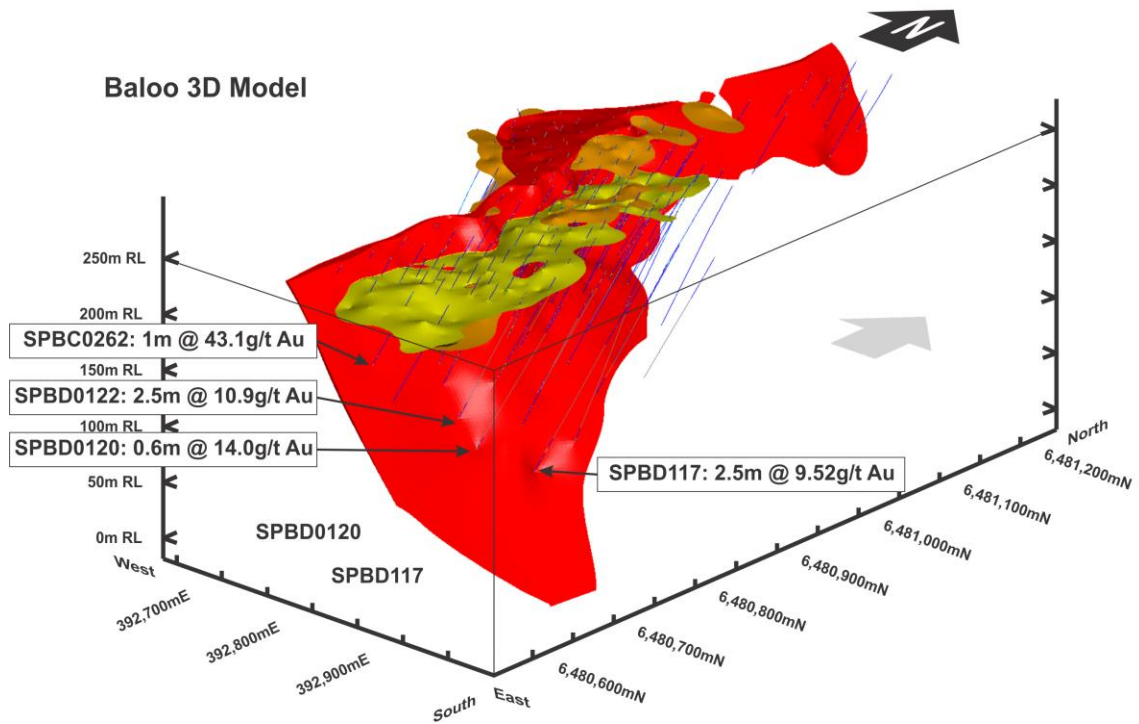 N
Baloo 3D Model
250m RL
200m RL
SPBC0262: 1m @ 43.1g/t Au
150m RL
SPBD0122: 2.5m @ 10.9g/t Au
100m RL
SPBD0120: 0.6m @ 14.0g/t Au
50m RL
0m RL
SPBD117: 2.5m @ 9.52g/t Au
SPBD0120
SPBD117
West
392,700mE
392,800mE
392,900mE
South
East
6,480,600mN
6,480,700mN
6,480,800mN
6,480,900mN
6,481,000mN
6,481,100mN
6,481,200mN
North